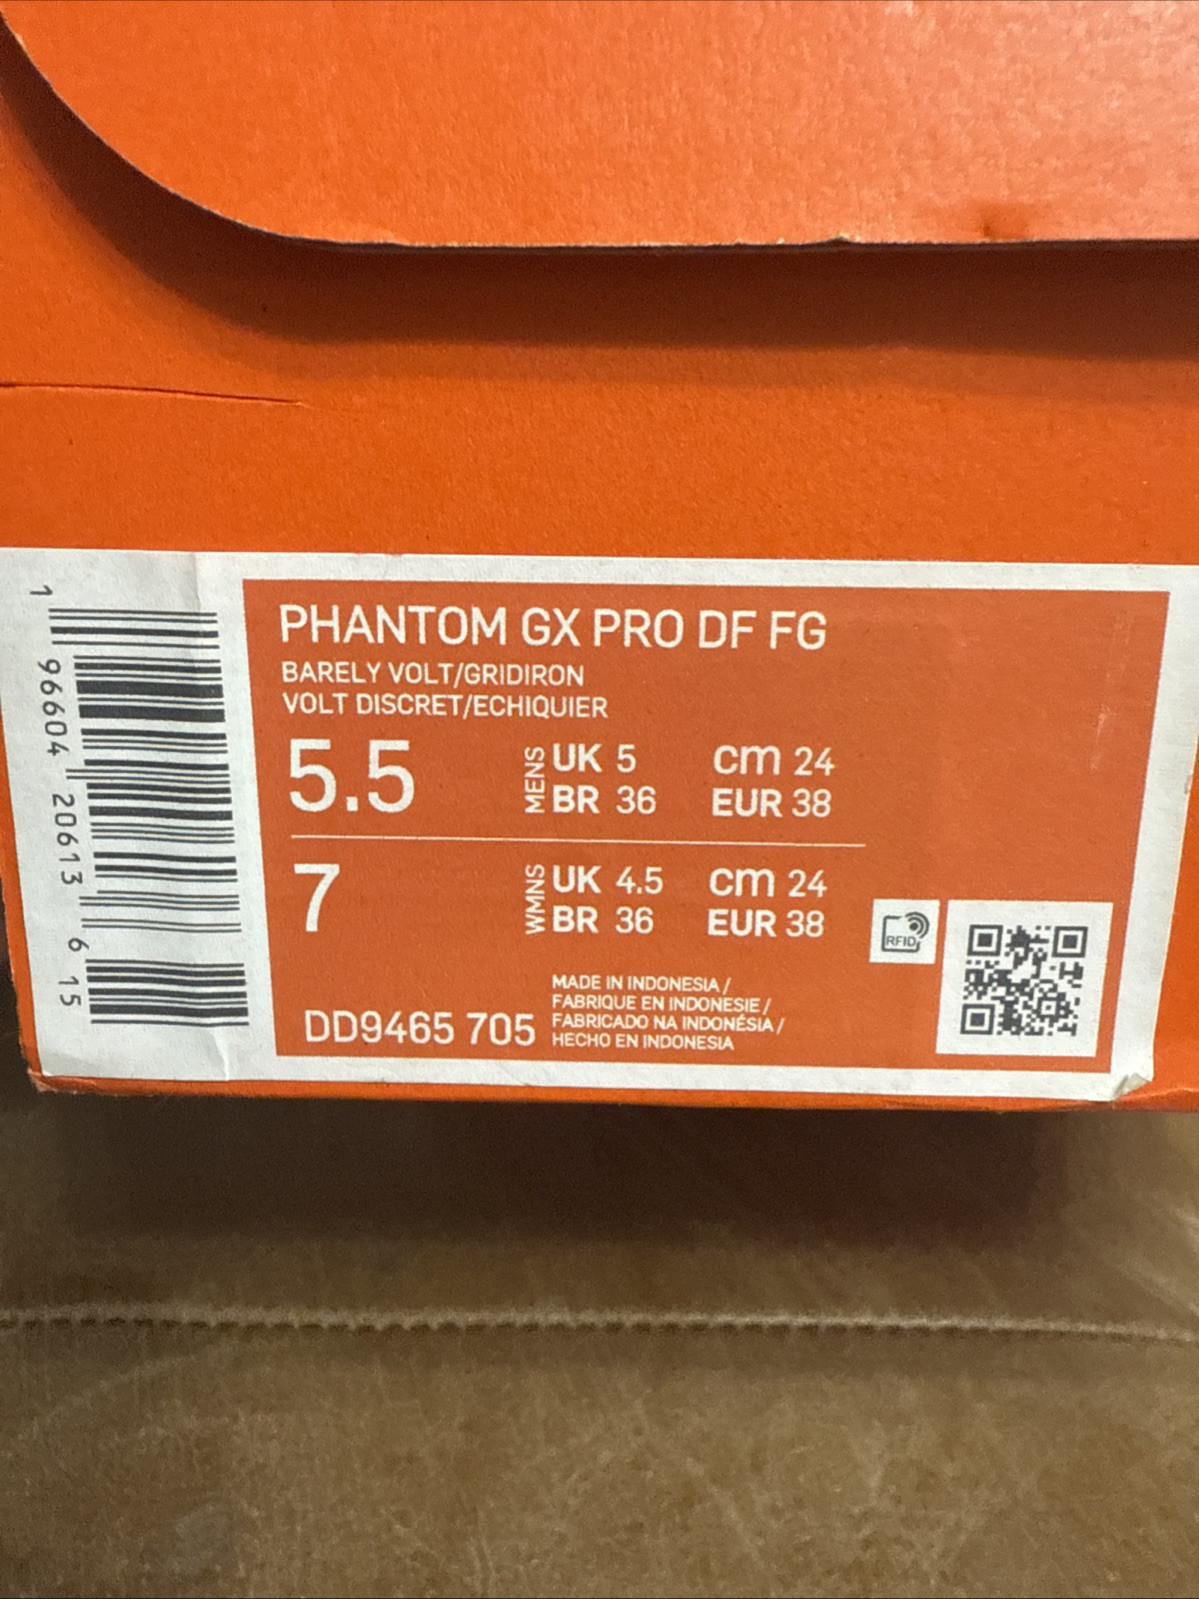 PHANTOM GX PRO DF FG
BARELY VOLT/GRIDIRON
VOLT DISCRET/ECHIQUIER
5.5 MENS UK 5 cm 24
BR 36 EUR 38
7 WMNS UK 4.5 cm 24
BR 36 EUR 38
RFID
MADE IN INDONESIA /
FABRIQUE EN INDONESIE /
FABRICADO NA INDONÉSIA /
HECHO EN INDONESIA
DD9465 705
1 96604 20613 6 15